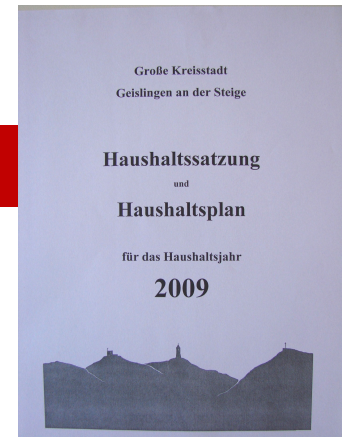 Große Kreisstadt
Geislingen an der Steige
Haushaltssatzung
und
Haushaltsplan
für das Haushaltsjahr
2009